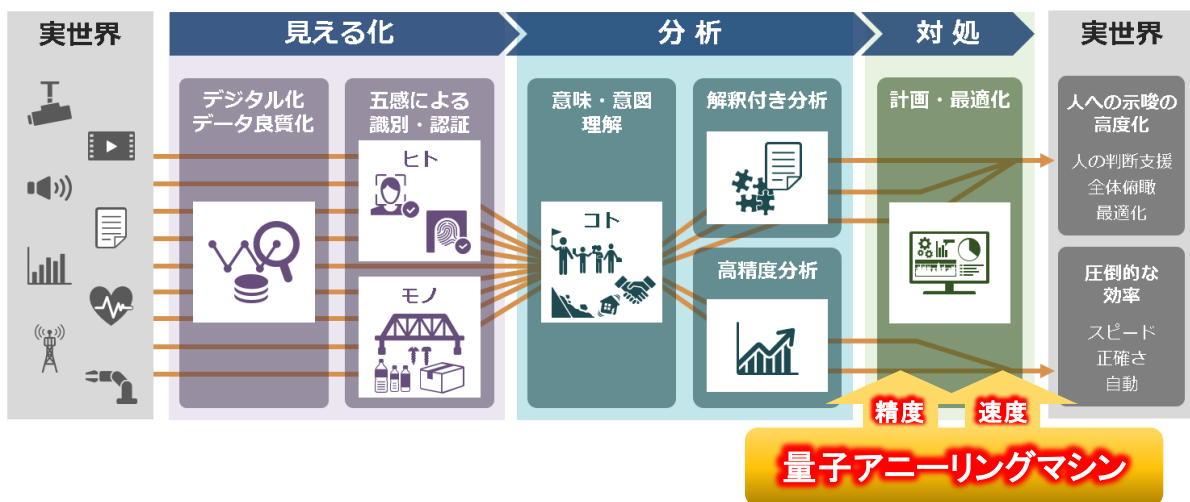 実世界
見える化
分析
対処
実世界
デジタル化
データ良質化
五感による
識別・認証
ヒト
モノ
意味・意図
理解
コト
解釈付き分析
高精度分析
計画・最適化
人への示唆の
高度化
人の判断支援
全体俯瞰
最適化
圧倒的な
効率
スピード
正確さ
自動
精度
速度
量子アニーリングマシン